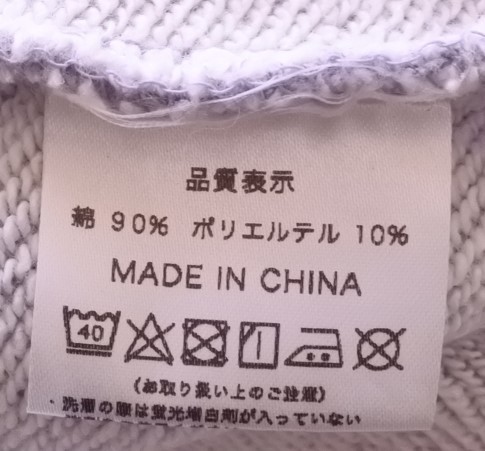 品質表示
綿 90% ポリエルテル 10%
MADE IN CHINA
40
(お取り扱い上のご注意)
・洗濯の際は蛍光増白剤が入っていない